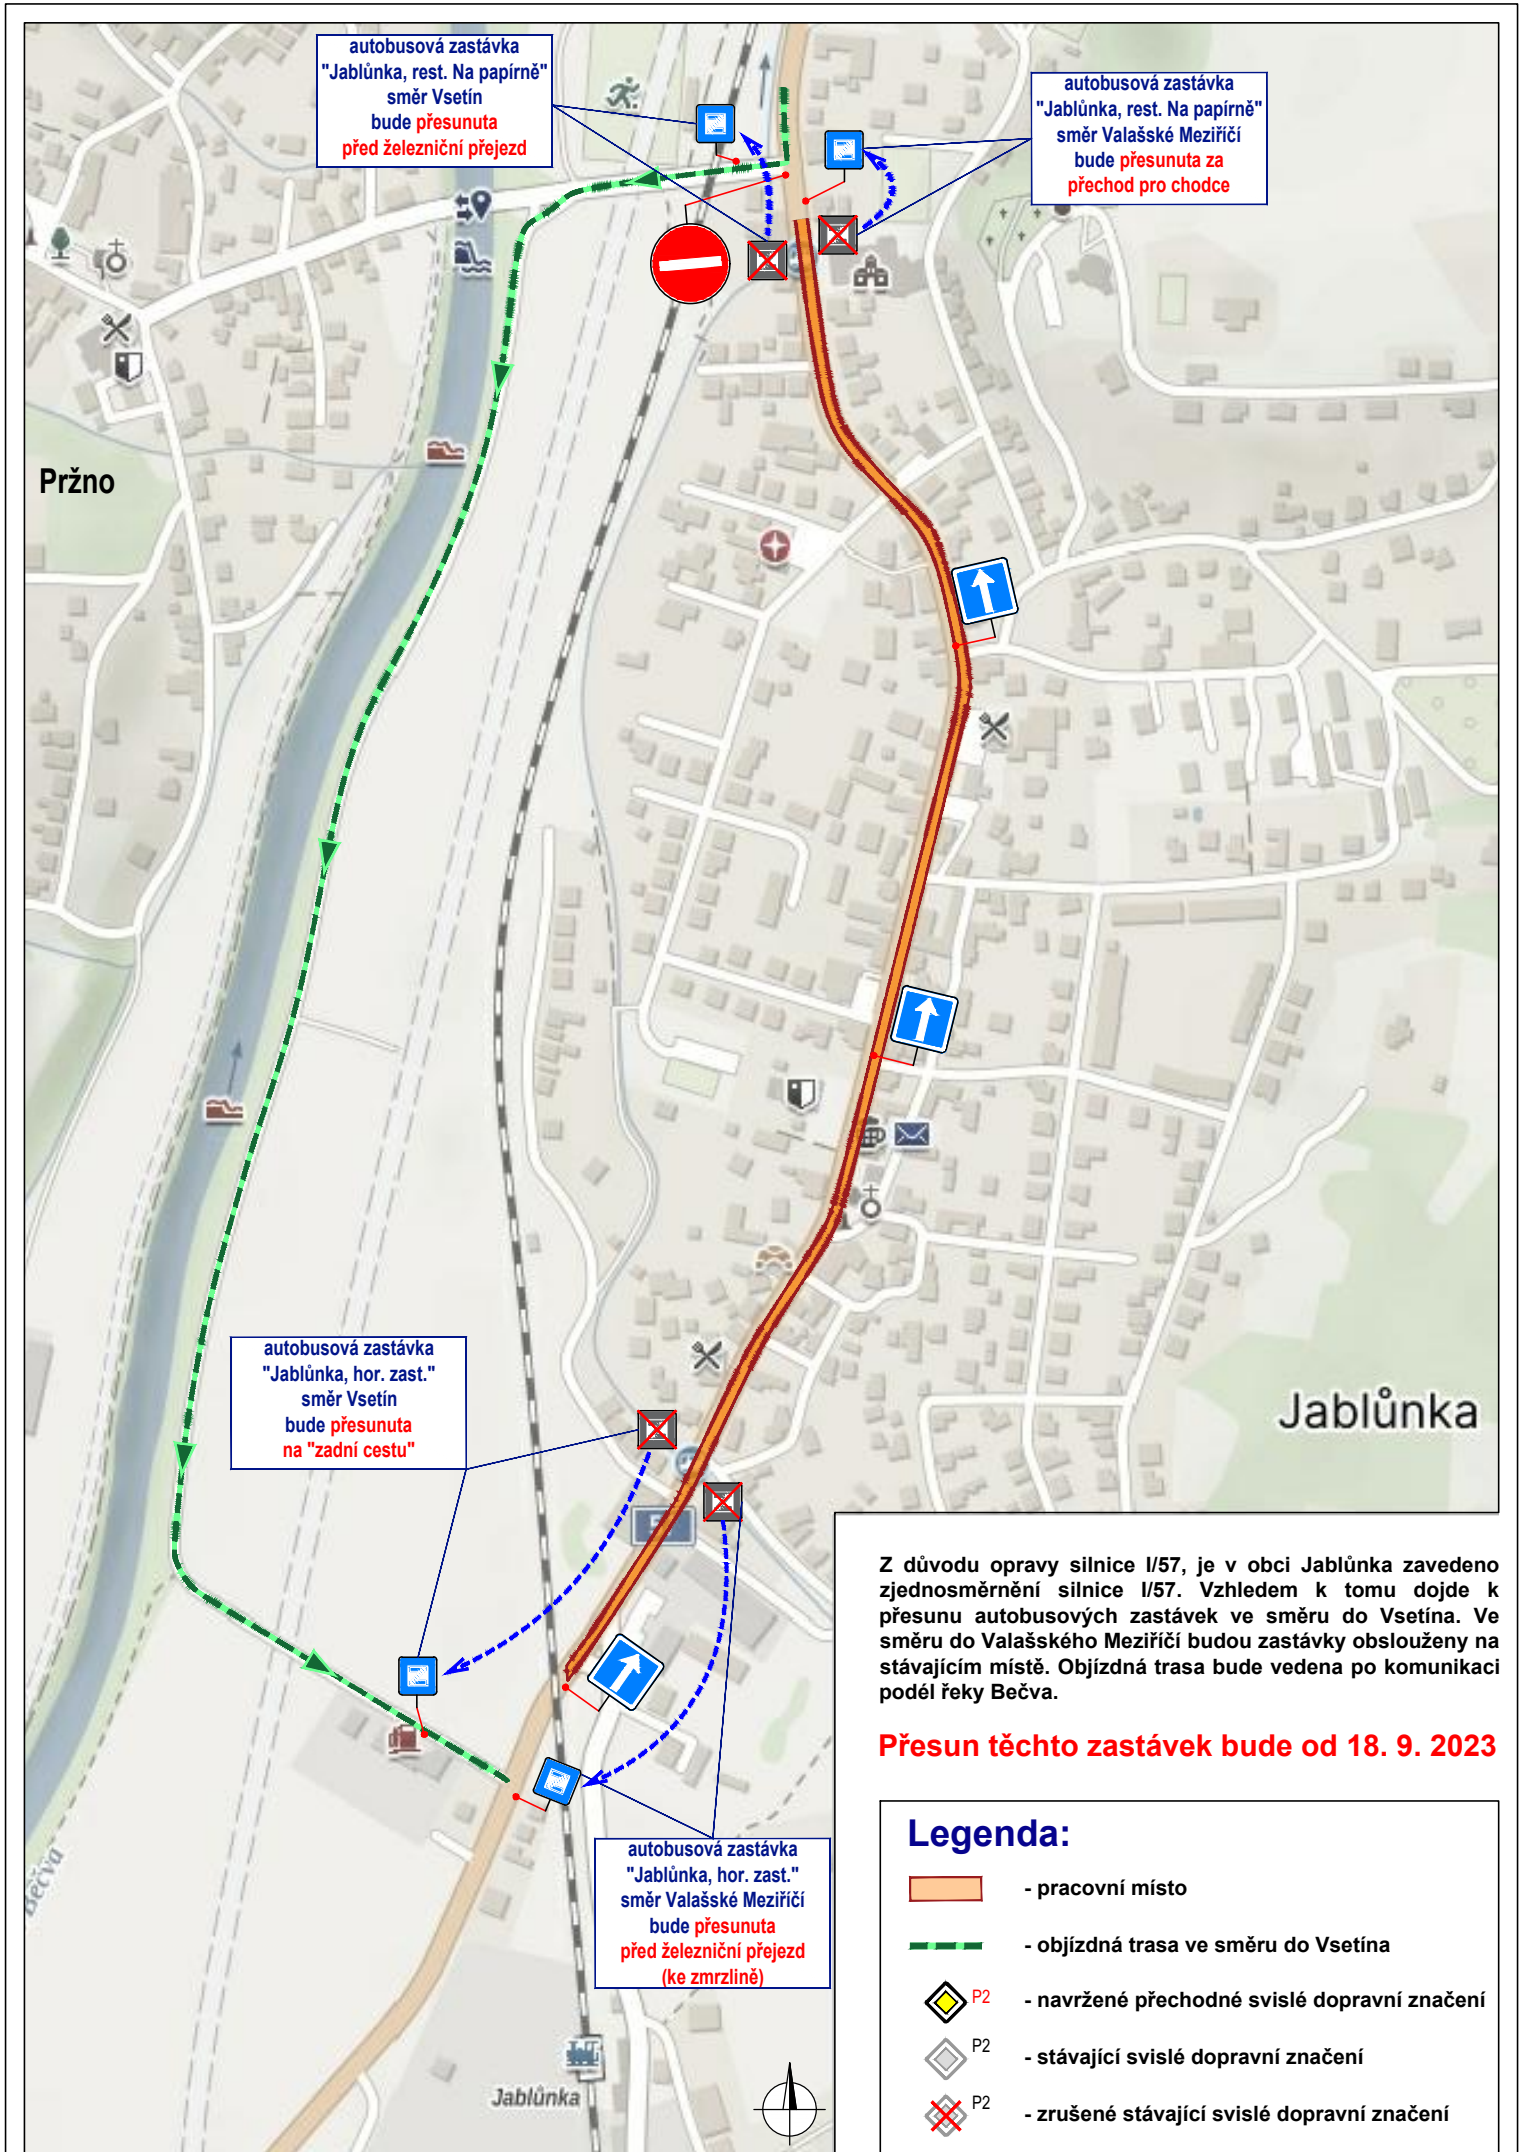 autobusová zastávka
"Jablůnka, rest. Na papírně"
směr Vsetín
bude přesunuta
před železniční přejezd
autobusová zastávka
"Jablůnka, rest. Na papírně"
směr Valašské Meziříčí
bude přesunuta za
přechod pro chodce
Pržno
autobusová zastávka
"Jablůnka, hor. zast."
směr Vsetín
bude přesunuta
na "zadní cestu"
Jablůnka
Z důvodu opravy silnice I/57, je v obci Jablůnka zavedeno
zjednosměrnění silnice I/57. Vzhledem k tomu dojde k
přesunu autobusových zastávek ve směru do Vsetína. Ve
směru do Valašského Meziříčí budou zastávky obslouženy na
stávajícím místě. Objízdná trasa bude vedena po komunikaci
podél řeky Bečva.
Přesun těchto zastávek bude od 18. 9. 2023
autobusová zastávka
"Jablůnka, hor. zast."
směr Valašské Meziříčí
bude přesunuta
před železniční přejezd
(ke zmrzlině)
Bečva
Jablůnka
Legenda:
- pracovní místo
- objízdná trasa ve směru do Vsetína
P2 - navržené přechodné svislé dopravní značení
P2 - stávající svislé dopravní značení
P2 - zrušené stávající svislé dopravní značení